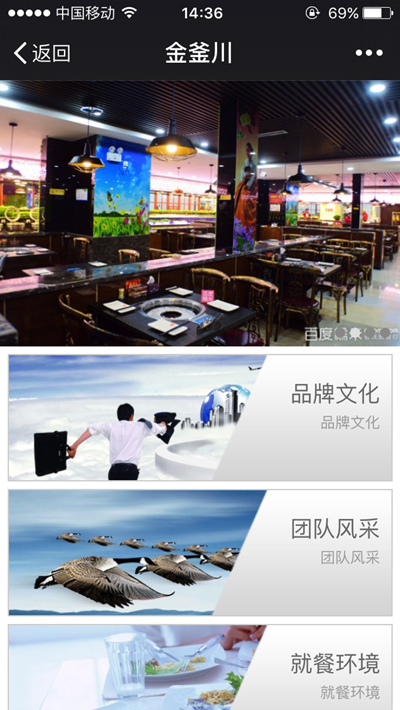 中国移动
14:36
69%
返回
金釜川
•••
百度
品牌文化
品牌文化
团队风采
团队风采
就餐环境
就餐环境